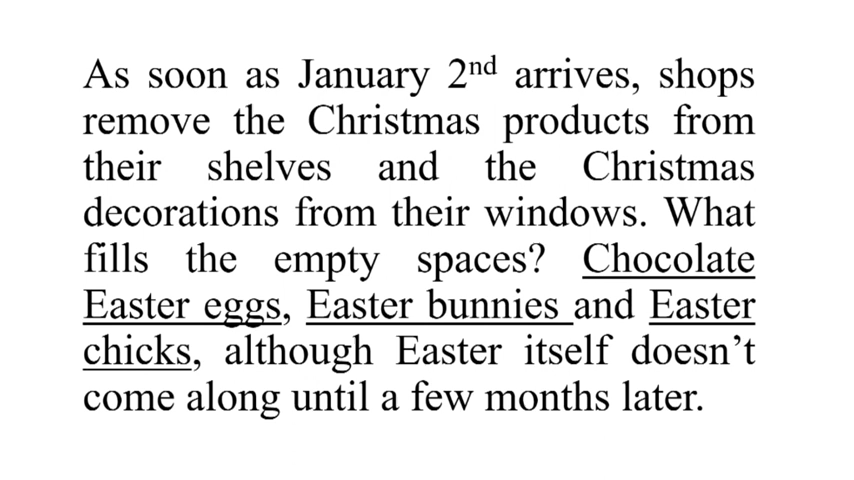 As soon as January 2nd arrives, shops
remove the Christmas products from
their shelves and the Christmas
decorations from their windows. What
fills the empty spaces? Chocolate
Easter eggs, Easter bunnies and Easter
chicks, although Easter itself doesn’t
come along until a few months later.